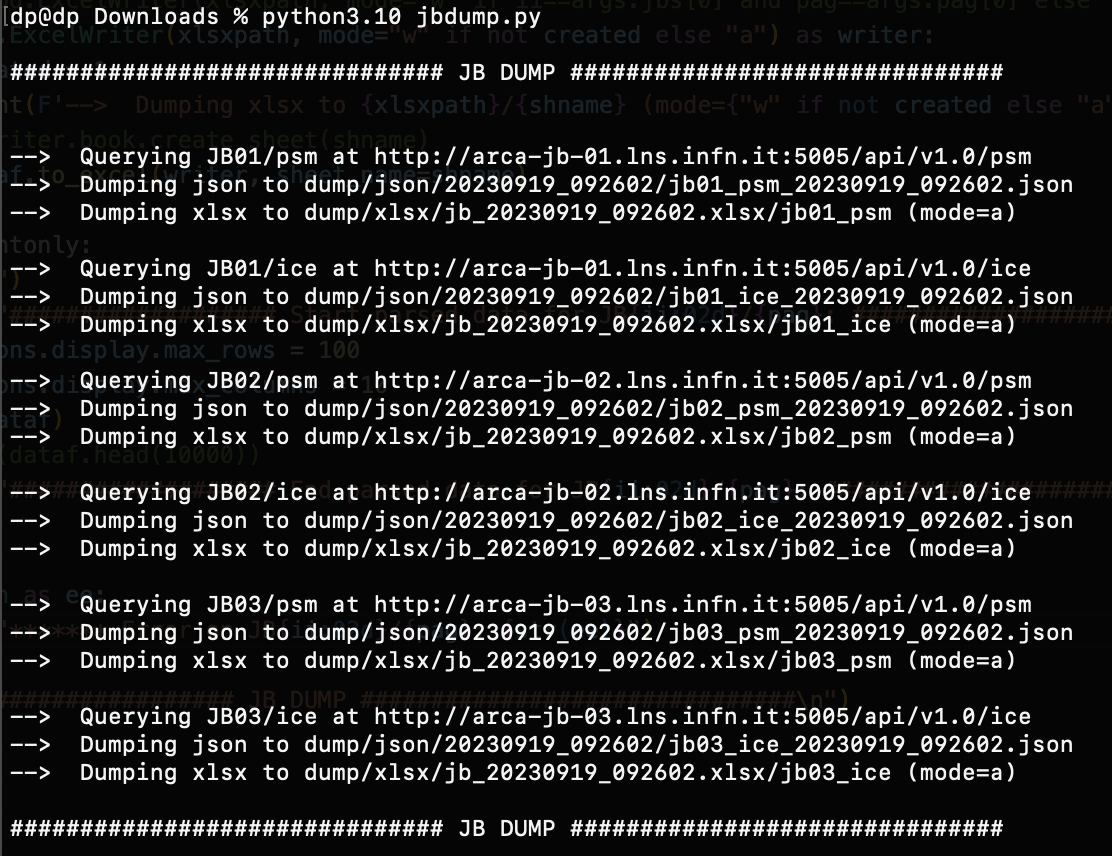 dp@dp Downloads % python3.10 jbdump.py
############################### JB DUMP ###############################
--> Querying JB01/psm at http://arca-jb-01.lns.infn.it:5005/api/v1.0/psm
--> Dumping json to dump/json/20230919_092602/jb01_psm_20230919_092602.json
--> Dumping xlsx to dump/xlsx/jb_20230919_092602.xlsx/jb01_psm (mode=a)
--> Querying JB01/ice at http://arca-jb-01.lns.infn.it:5005/api/v1.0/ice
--> Dumping json to dump/json/20230919_092602/jb01_ice_20230919_092602.json
--> Dumping xlsx to dump/xlsx/jb_20230919_092602.xlsx/jb01_ice (mode=a)
--> Querying JB02/psm at http://arca-jb-02.lns.infn.it:5005/api/v1.0/psm
--> Dumping json to dump/json/20230919_092602/jb02_psm_20230919_092602.json
--> Dumping xlsx to dump/xlsx/jb_20230919_092602.xlsx/jb02_psm (mode=a)
--> Querying JB02/ice at http://arca-jb-02.lns.infn.it:5005/api/v1.0/ice
--> Dumping json to dump/json/20230919_092602/jb02_ice_20230919_092602.json
--> Dumping xlsx to dump/xlsx/jb_20230919_092602.xlsx/jb02_ice (mode=a)
--> Querying JB03/psm at http://arca-jb-03.lns.infn.it:5005/api/v1.0/psm
--> Dumping json to dump/json/20230919_092602/jb03_psm_20230919_092602.json
--> Dumping xlsx to dump/xlsx/jb_20230919_092602.xlsx/jb03_psm (mode=a)
--> Querying JB03/ice at http://arca-jb-03.lns.infn.it:5005/api/v1.0/ice
--> Dumping json to dump/json/20230919_092602/jb03_ice_20230919_092602.json
--> Dumping xlsx to dump/xlsx/jb_20230919_092602.xlsx/jb03_ice (mode=a)
############################### JB DUMP ###############################